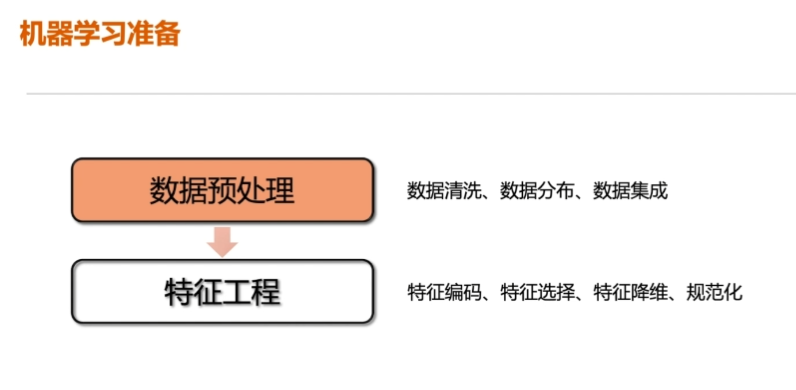 机器学习准备
数据预处理
数据清洗、数据分布、数据集成
特征工程
特征编码、特征选择、特征降维、规范化